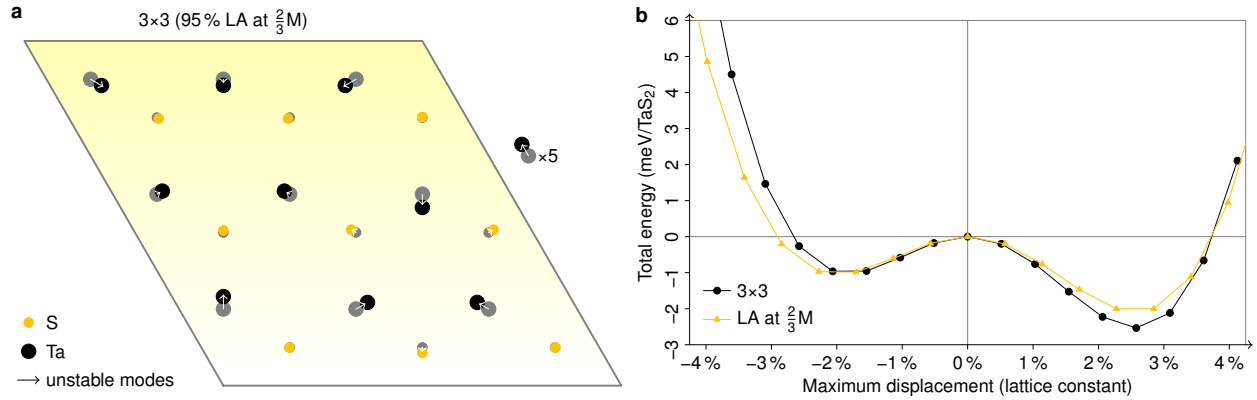 a
3×3 (95 % LA at 2/3 M)
×5
S
Ta
unstable modes
b
Total energy (meV/TaS₂)
6
5
4
3
2
1
0
−1
−2
−3
3×3
LA at 2/3 M
−4 %
−3 %
−2 %
−1 %
0 %
1 %
2 %
3 %
4 %
Maximum displacement (lattice constant)